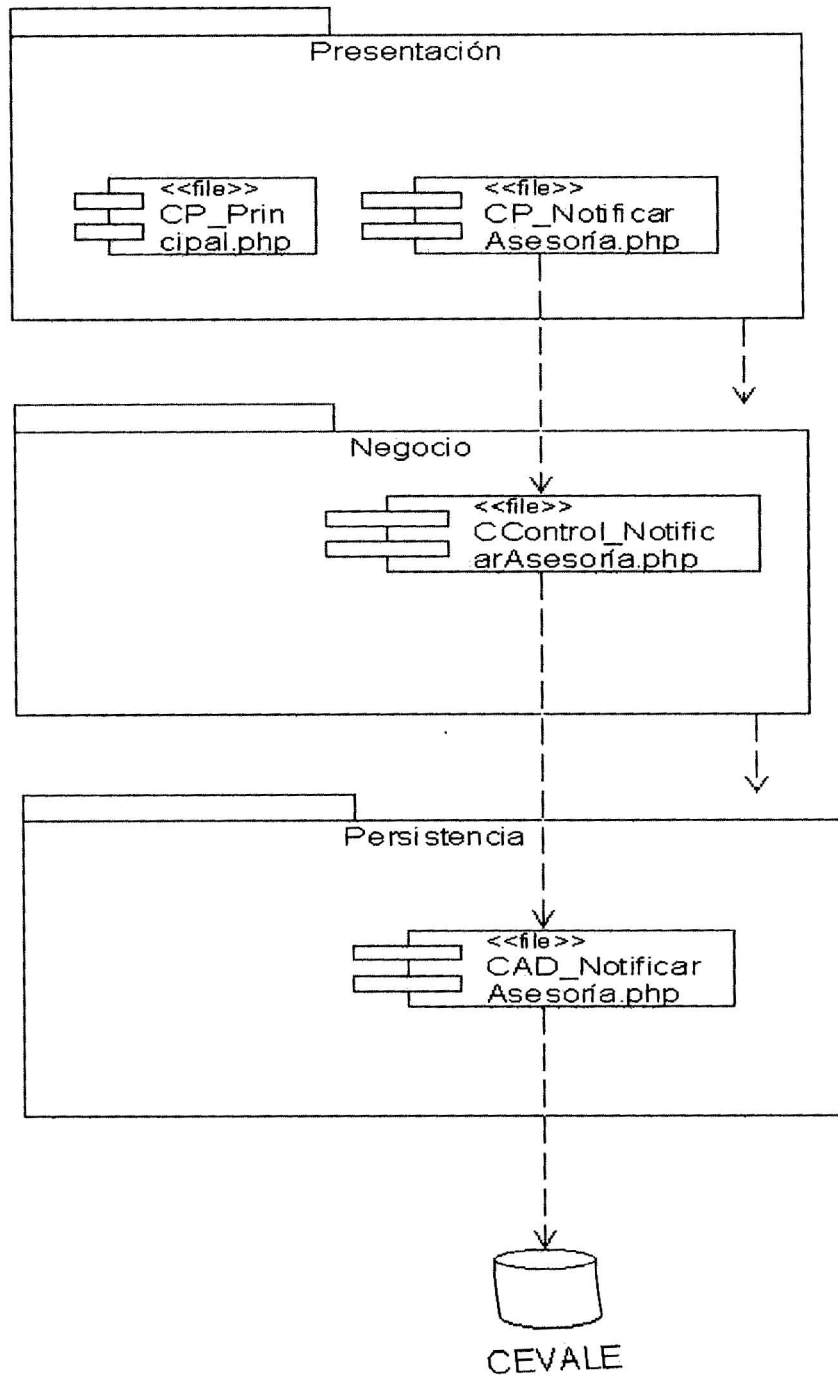 Presentación
<<file>>
CP_Prin
cipal.php
<<file>>
CP_Notificar
Asesoría.php
Negocio
<<file>>
CControl_Notific
arAsesoría.php
Persistencia
<<file>>
CAD_Notificar
Asesoría.php
CEVALE